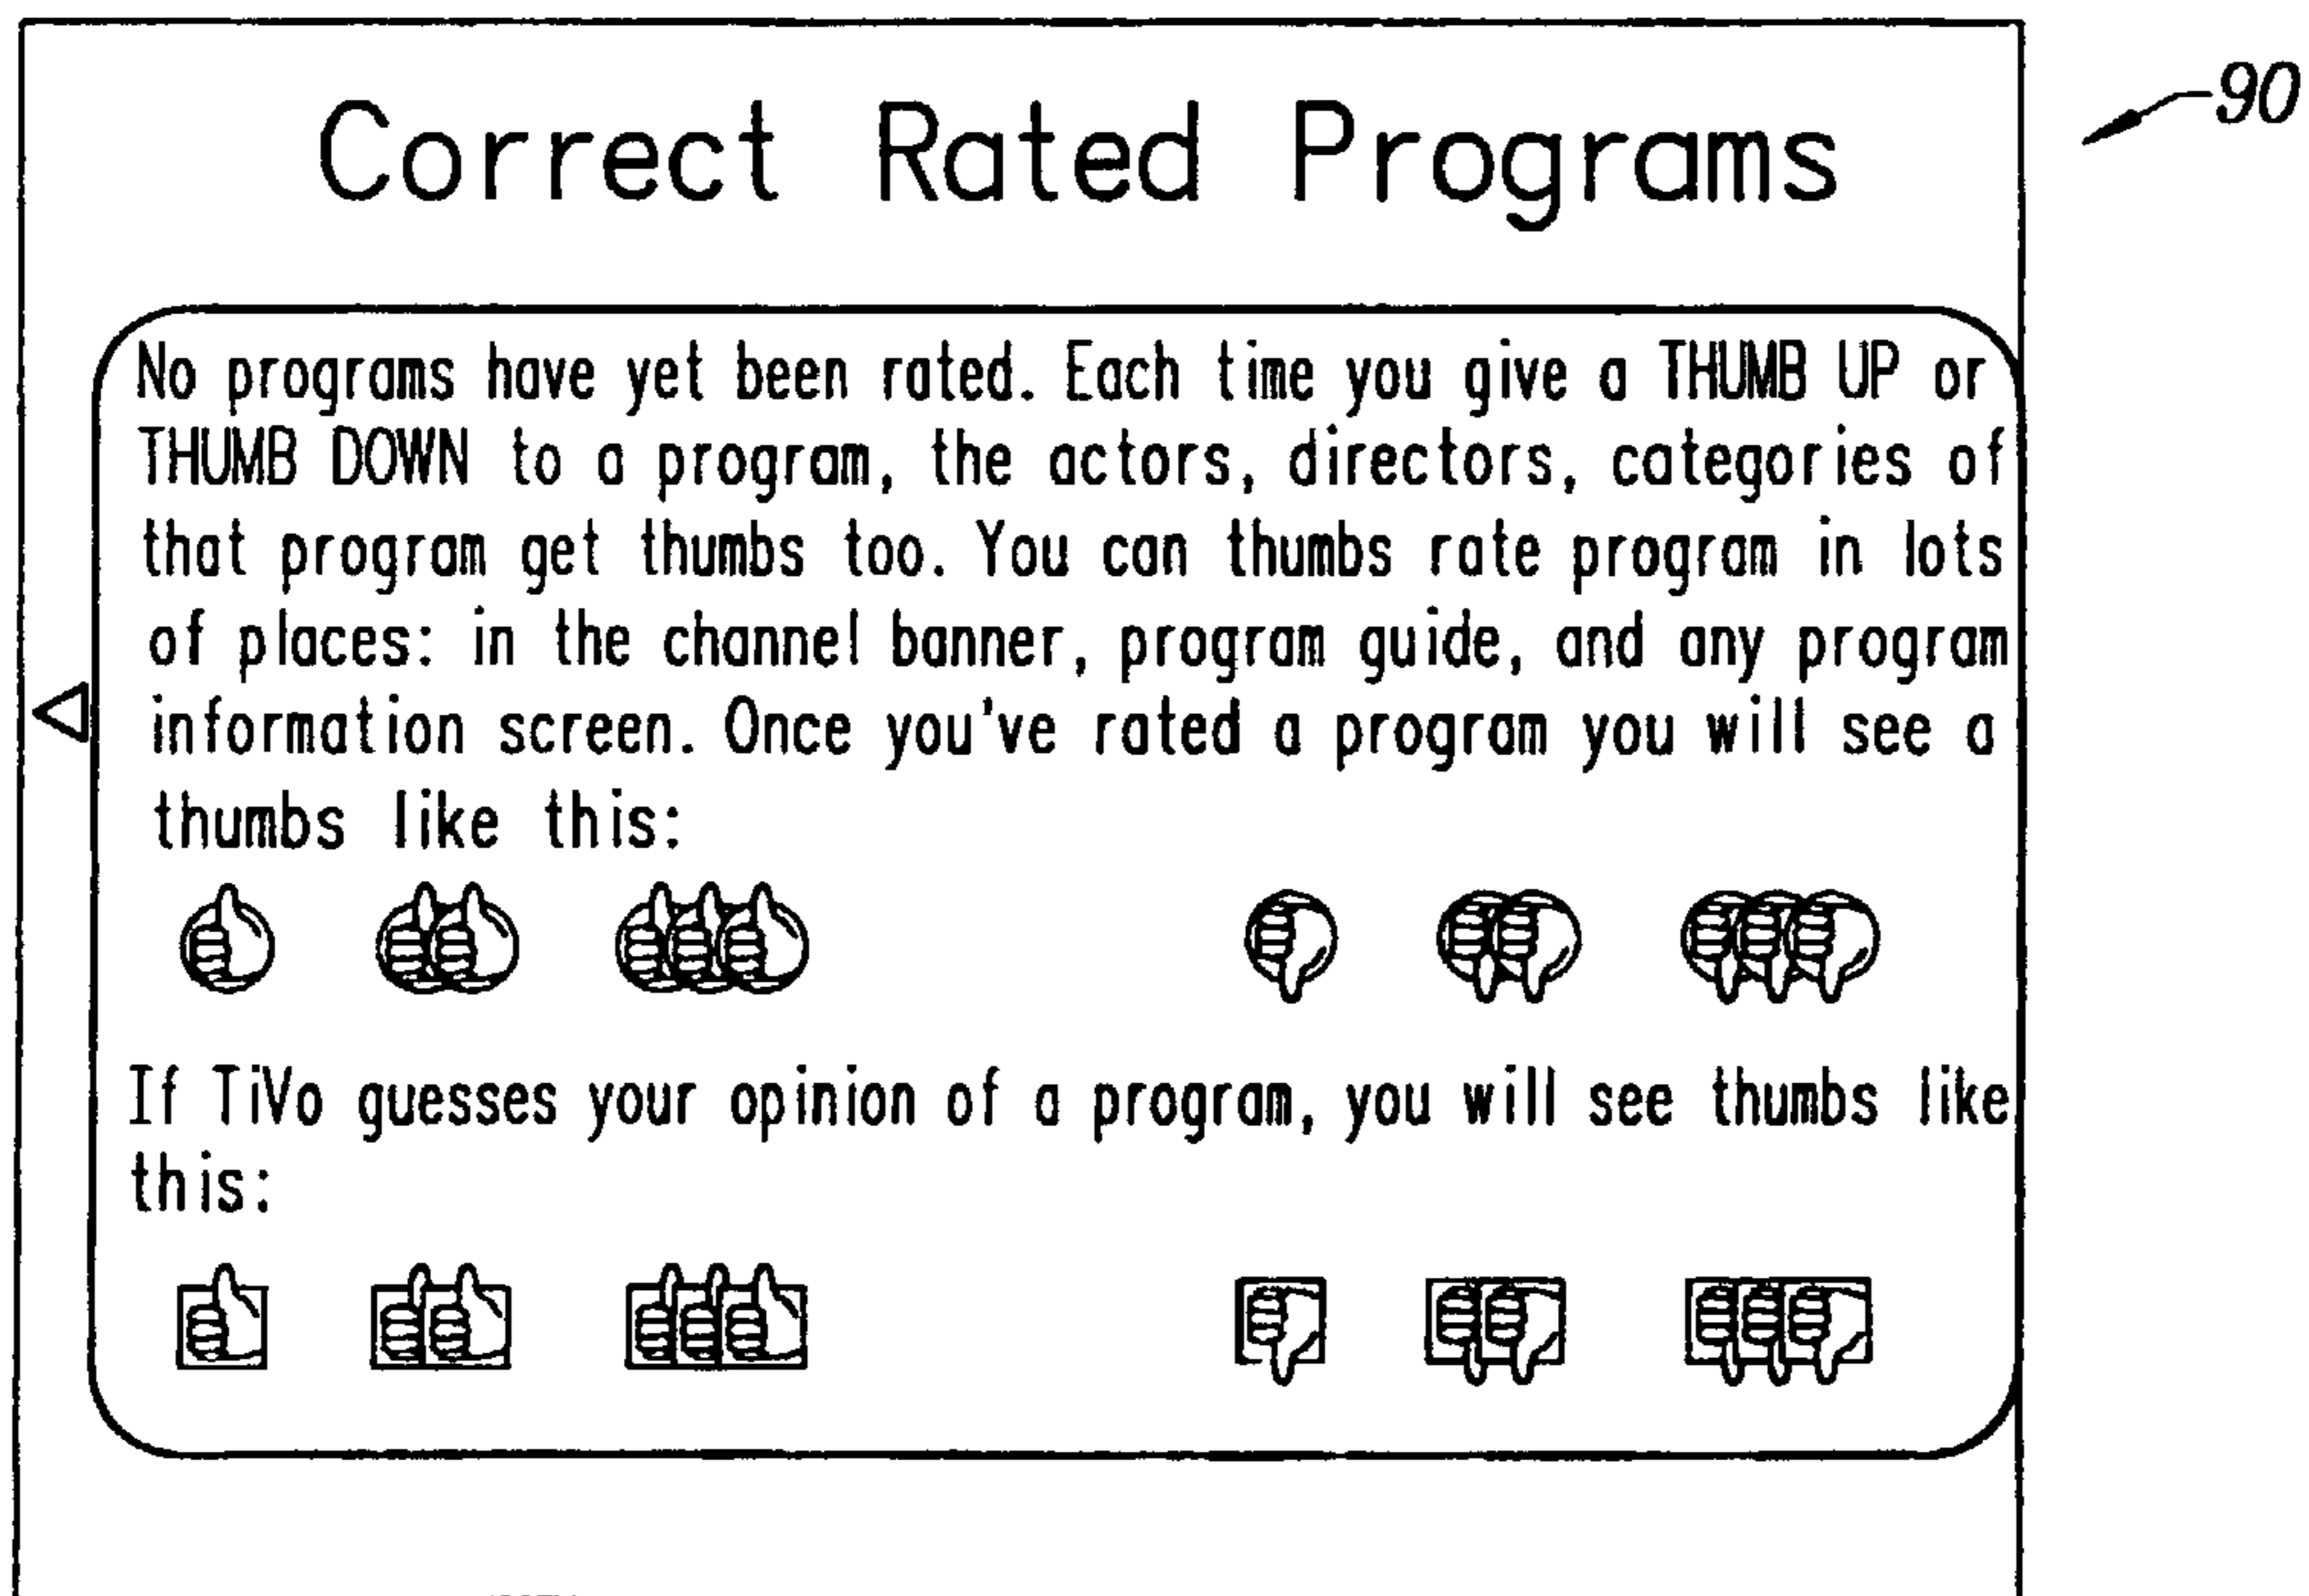 Correct Rated Programs
90
No programs have yet been rated. Each time you give a THUMB UP or
THUMB DOWN to a program, the actors, directors, categories of
that program get thumbs too. You can thumbs rate program in lots
of places: in the channel banner, program guide, and any program
information screen. Once you've rated a program you will see a
thumbs like this:
If TiVo guesses your opinion of a program, you will see thumbs like
this: